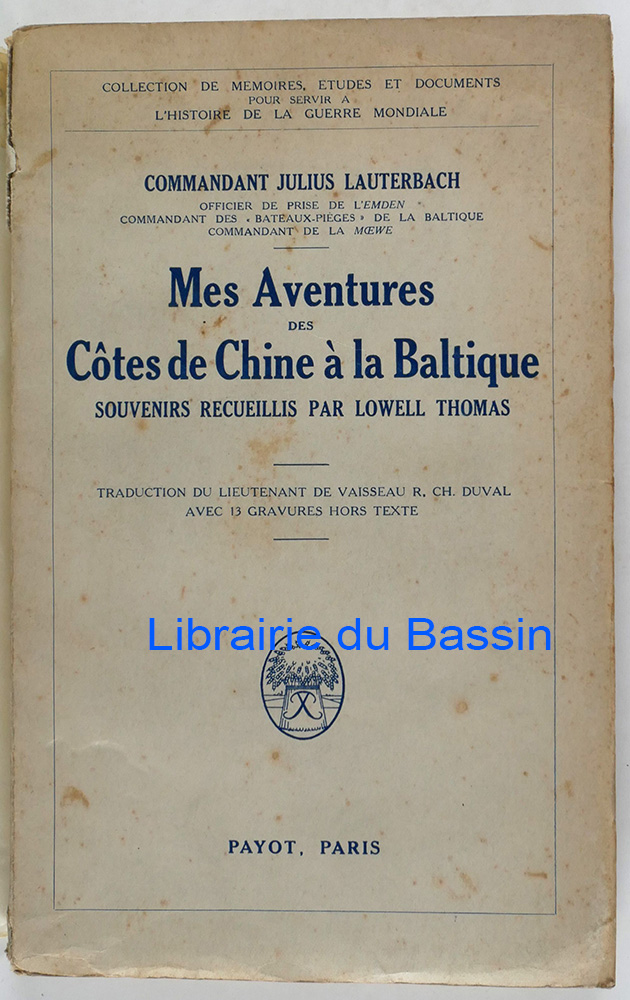 COLLECTION DE MEMOIRES, ETUDES ET DOCUMENTS
POUR SERVIR A
L'HISTOIRE DE LA GUERRE MONDIALE
COMMANDANT JULIUS LAUTERBACH
OFFICIER DE PRISE DE L'EMDEN
COMMANDANT DES « BATEAUX-PIÈGES » DE LA BALTIQUE
COMMANDANT DE LA MŒWE
Mes Aventures
DES
Côtes de Chine à la Baltique
SOUVENIRS RECUEILLIS PAR LOWELL THOMAS
TRADUCTION DU LIEUTENANT DE VAISSEAU R. CH. DUVAL
AVEC 13 GRAVURES HORS TEXTE
Librairie du Bassin
PAYOT, PARIS